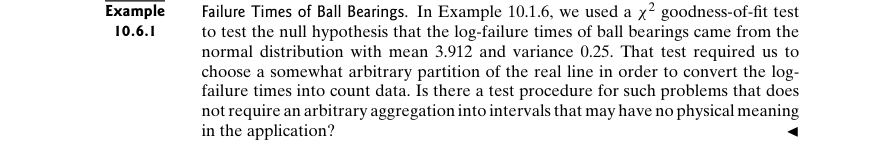 Example 10.6.1
Failure Times of Ball Bearings. In Example 10.1.6, we used a χ² goodness-of-fit test
to test the null hypothesis that the log-failure times of ball bearings came from the
normal distribution with mean 3.912 and variance 0.25. That test required us to
choose a somewhat arbitrary partition of the real line in order to convert the log-
failure times into count data. Is there a test procedure for such problems that does
not require an arbitrary aggregation into intervals that may have no physical meaning
in the application? ◄